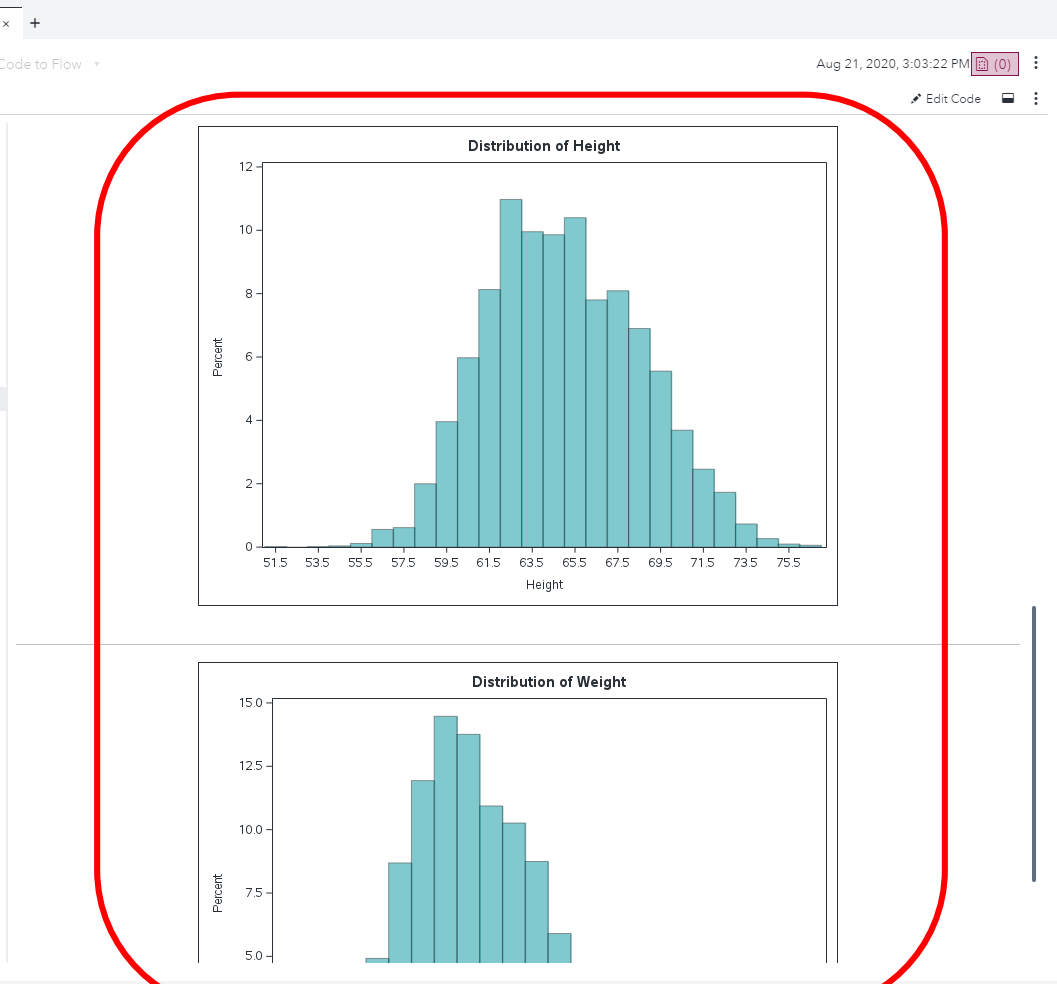 × +
Code to Flow ▾ Aug 21, 2020, 3:03:22 PM (0)
Edit Code
Distribution of Height
12
10
8
6
4
2
0
Percent
51.5 53.5 55.5 57.5 59.5 61.5 63.5 65.5 67.5 69.5 71.5 73.5 75.5
Height
Distribution of Weight
15.0
12.5
10.0
7.5
5.0
Percent